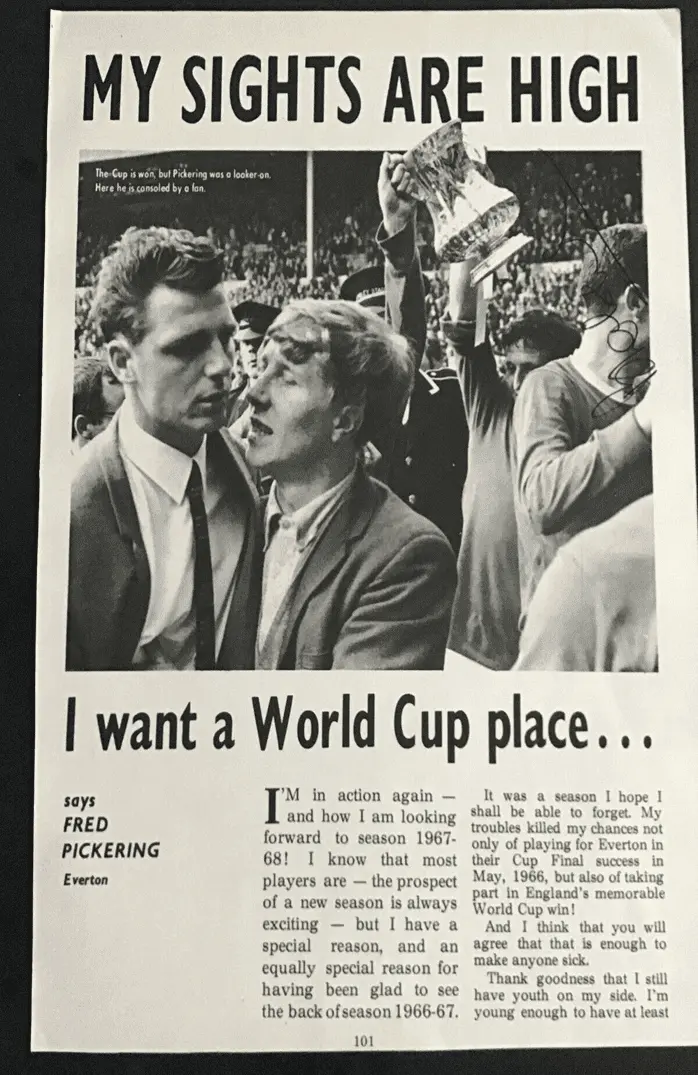 MY SIGHTS ARE HIGH
The Cup is won, but Pickering was a looker-on.
Here he is consoled by a fan.
I want a World Cup place...
says
FRED
PICKERING
Everton
I'M in action again —
and how I am looking
forward to season 1967-
68! I know that most
players are — the prospect
of a new season is always
exciting — but I have a
special reason, and an
equally special reason for
having been glad to see
the back of season 1966-67.
It was a season I hope I
shall be able to forget. My
troubles killed my chances not
only of playing for Everton in
their Cup Final success in
May, 1966, but also of taking
part in England's memorable
World Cup win!
And I think that you will
agree that that is enough to
make anyone sick.
Thank goodness that I still
have youth on my side. I'm
young enough to have at least
101